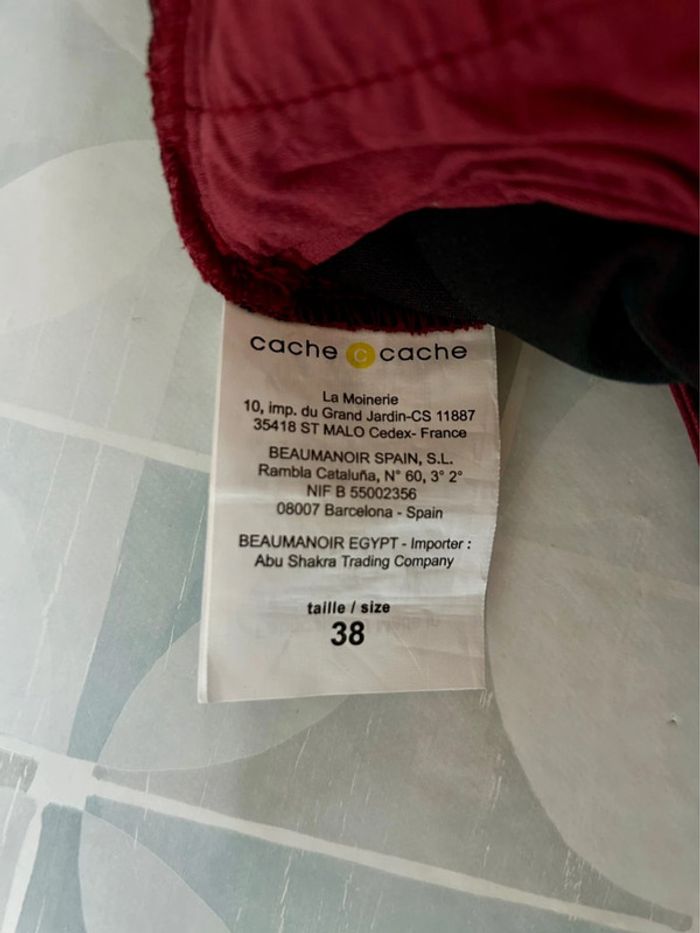 cache c cache
La Moinerie
10, imp. du Grand Jardin-CS 11887
35418 ST MALO Cedex- France
BEAUMANOIR SPAIN, S.L.
Rambla Cataluña, N° 60, 3° 2°
NIF B 55002356
08007 Barcelona - Spain
BEAUMANOIR EGYPT - Importer :
Abu Shakra Trading Company
taille / size
38